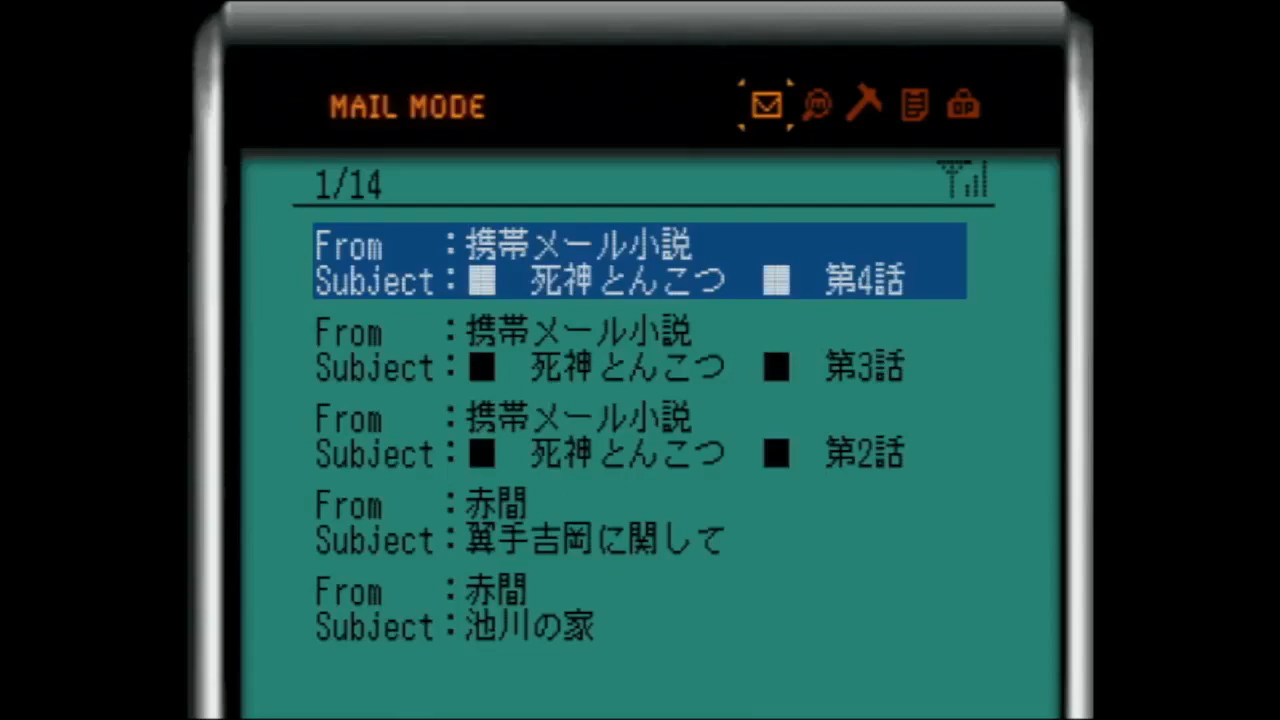 MAIL MODE
1/14
From :携帯メール小説
Subject:■ 死神とんこつ ■ 第4話
From :携帯メール小説
Subject:■ 死神とんこつ ■ 第3話
From :携帯メール小説
Subject:■ 死神とんこつ ■ 第2話
From :赤間
Subject:翼手吉岡に関して
From :赤間
Subject:池川の家